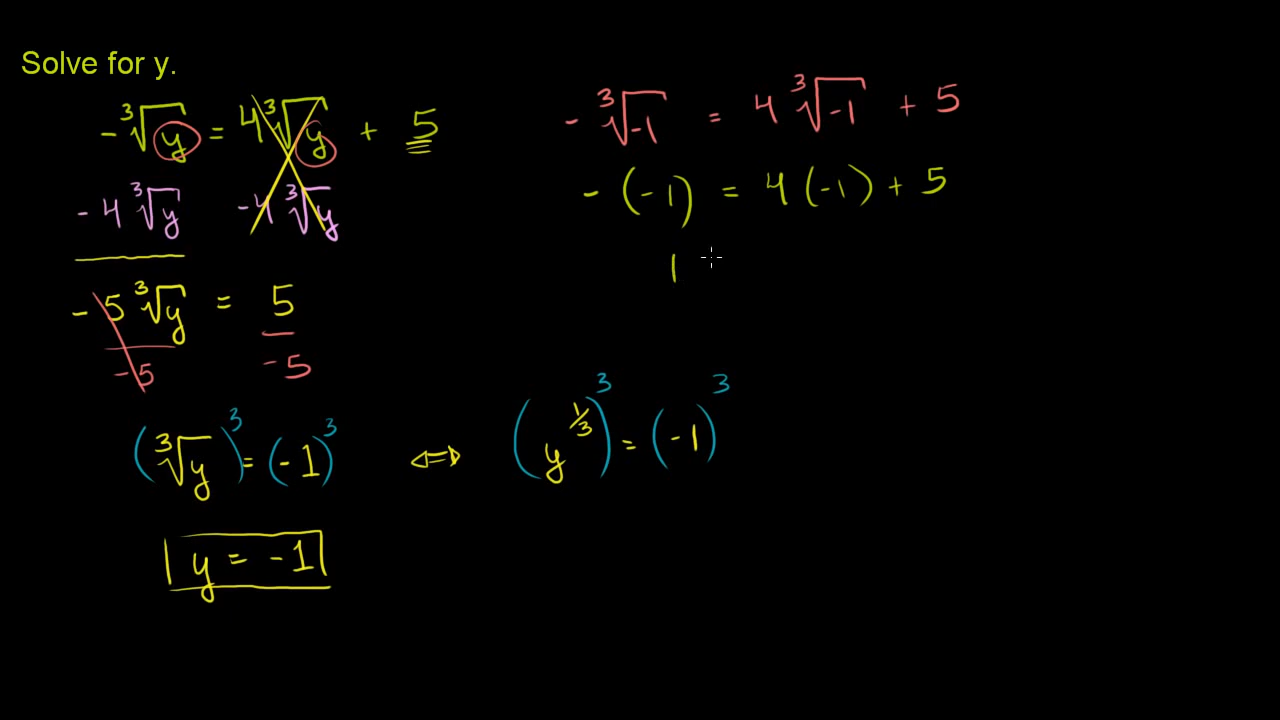 Solve for y.
-∛y = 4∛y + 5
-4∛y -4∛y
-5∛y = 5
-5 -5
(∛y)³ = (-1)³ ⇔ (y^(1/3))³ = (-1)³
y = -1
-∛-1 = 4∛-1 + 5
-(-1) = 4(-1) + 5
1